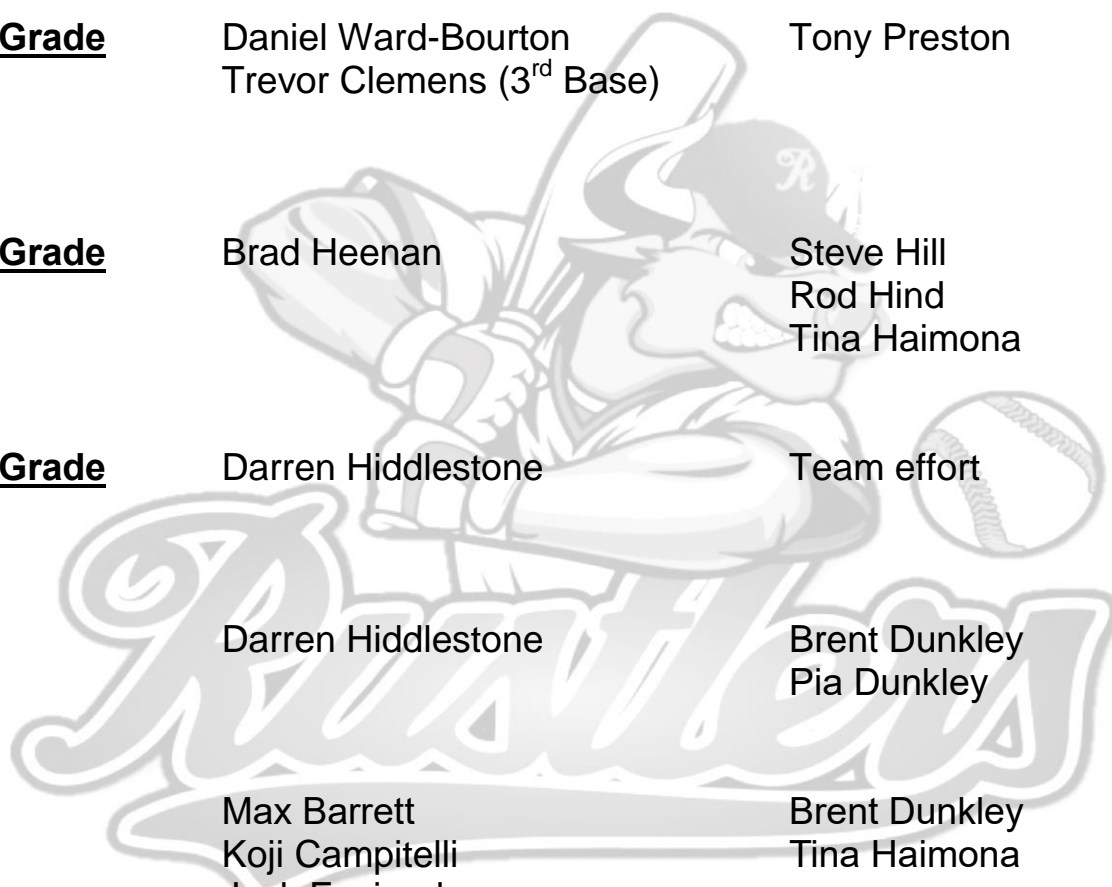 Grade Daniel Ward-Bourton Tony Preston
Trevor Clemens (3rd Base)
R
Grade Brad Heenan Steve Hill
Rod Hind
Tina Haimona
Grade Darren Hiddlestone Team effort
Rustlers
Darren Hiddlestone Brent Dunkley
Pia Dunkley
Max Barrett Brent Dunkley
Koji Campitelli Tina Haimona